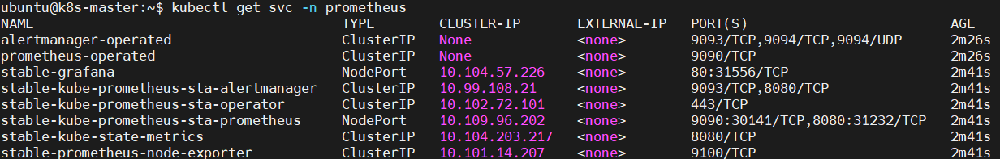 ubuntu@k8s-master:~$ kubectl get svc -n prometheus
NAME TYPE CLUSTER-IP EXTERNAL-IP PORT(S) AGE
alertmanager-operated ClusterIP None <none> 9093/TCP,9094/TCP,9094/UDP 2m26s
prometheus-operated ClusterIP None <none> 9090/TCP 2m26s
stable-grafana NodePort 10.104.57.226 <none> 80:31556/TCP 2m41s
stable-kube-prometheus-sta-alertmanager ClusterIP 10.99.108.21 <none> 9093/TCP,8080/TCP 2m41s
stable-kube-prometheus-sta-operator ClusterIP 10.102.72.101 <none> 443/TCP 2m41s
stable-kube-prometheus-sta-prometheus NodePort 10.109.96.202 <none> 9090:30141/TCP,8080:31232/TCP 2m41s
stable-kube-state-metrics ClusterIP 10.104.203.217 <none> 8080/TCP 2m41s
stable-prometheus-node-exporter ClusterIP 10.101.14.207 <none> 9100/TCP 2m41s